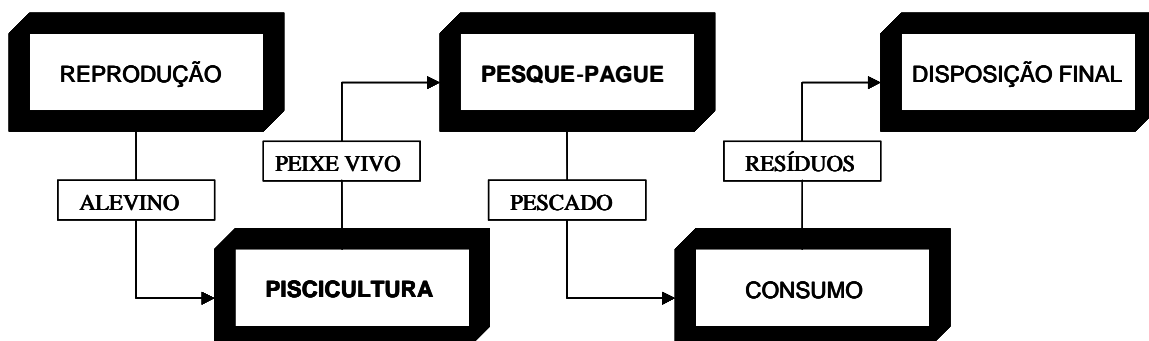 REPRODUÇÃO
ALEVINO
PISCICULTURA
PEIXE VIVO
PESQUE-PAGUE
PESCADO
CONSUMO
RESÍDUOS
DISPOSIÇÃO FINAL